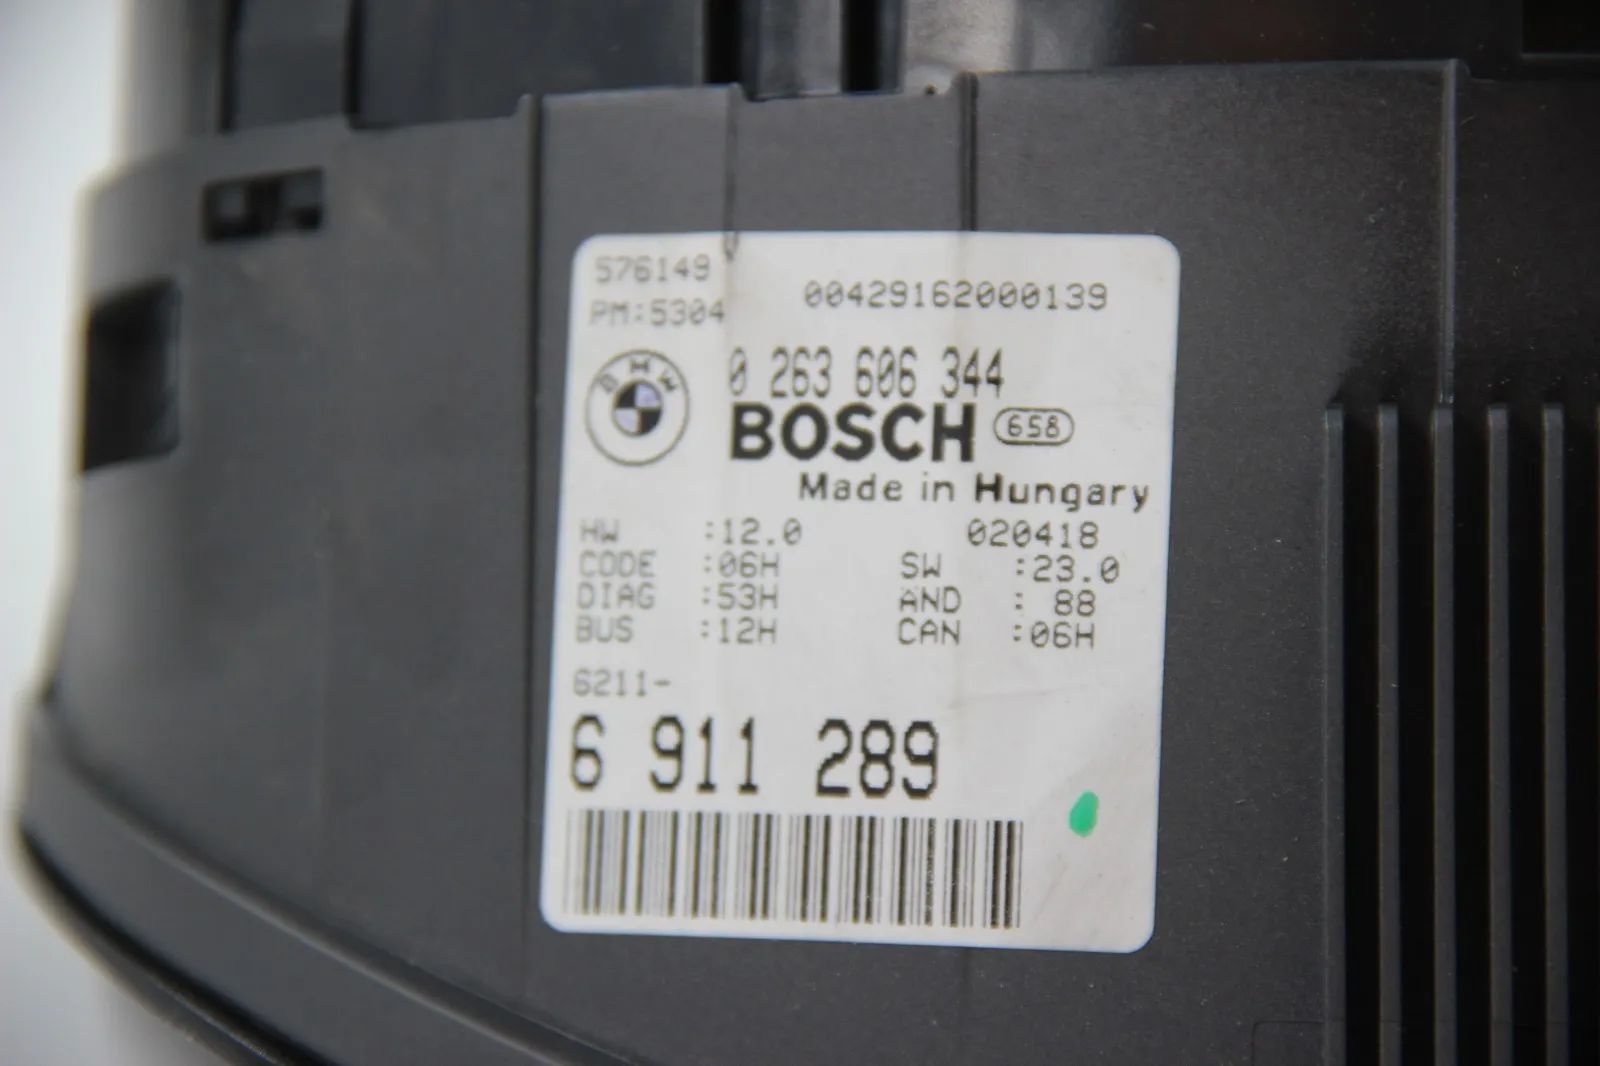 576149
PM:5304
00429162000139
BMW
0 263 606 344
BOSCH 658
Made in Hungary
HW :12.0 020418
CODE :06H SW :23.0
DIAG :53H AND : 88
BUS :12H CAN :06H
6211-
6 911 289